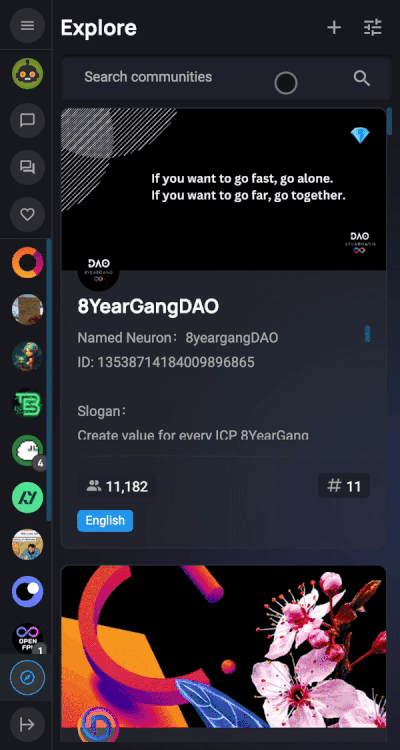 Explore
Search communities
If you want to go fast, go alone.
If you want to go far, go together.
DAO
DAO
8YearGangDAO
Named Neuron：8yeargangDAO
ID: 13538714184009896865
Slogan：
Create value for every ICP 8YearGang
4
11,182
# 11
English
OPEN
FPL
1